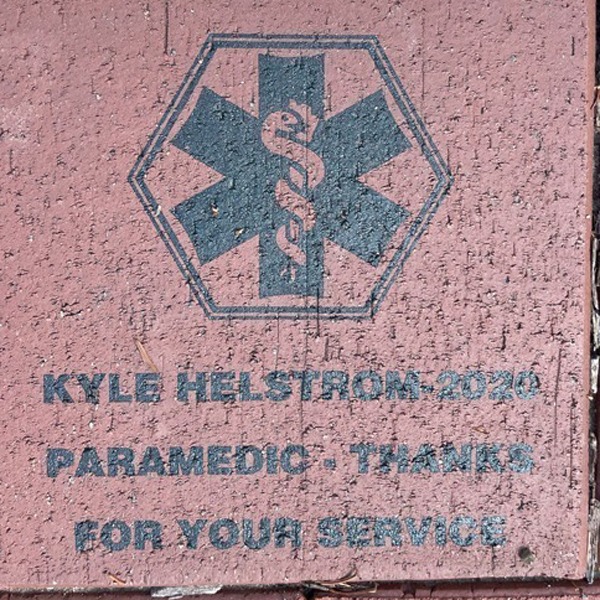 KYLE HELSTROM-2020
PARAMEDIC - THANKS
FOR YOUR SERVICE